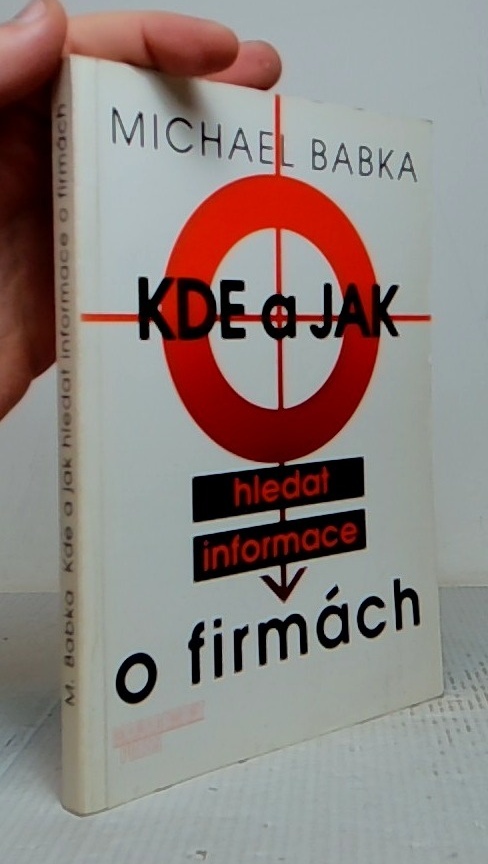 MICHAEL BABKA
KDE a JAK
hledat
informace
o firmách
M. Babka Kde a jak hledat informace o firmách